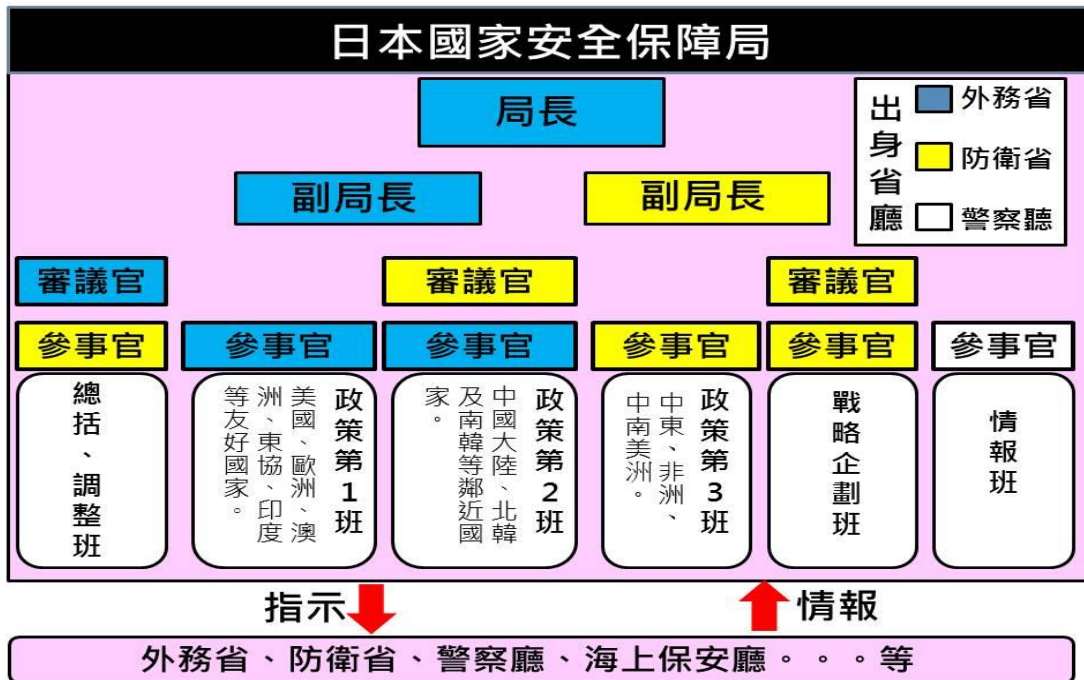 日本國家安全保障局
局長
出身省廳
外務省
防衛省
警察聽
副局長
副局長
審議官
審議官
審議官
參事官
參事官
參事官
參事官
參事官
參事官
總括、調整班
政策第1班
美國、歐洲、澳
洲、東協、印度
等友好國家。
政策第2班
中國大陸、北韓
及南韓等鄰近國
家。
政策第3班
中東、非洲、
中南美洲。
戰略企劃班
情報班
指示
情報
外務省、防衛省、警察廳、海上保安廳。。。等